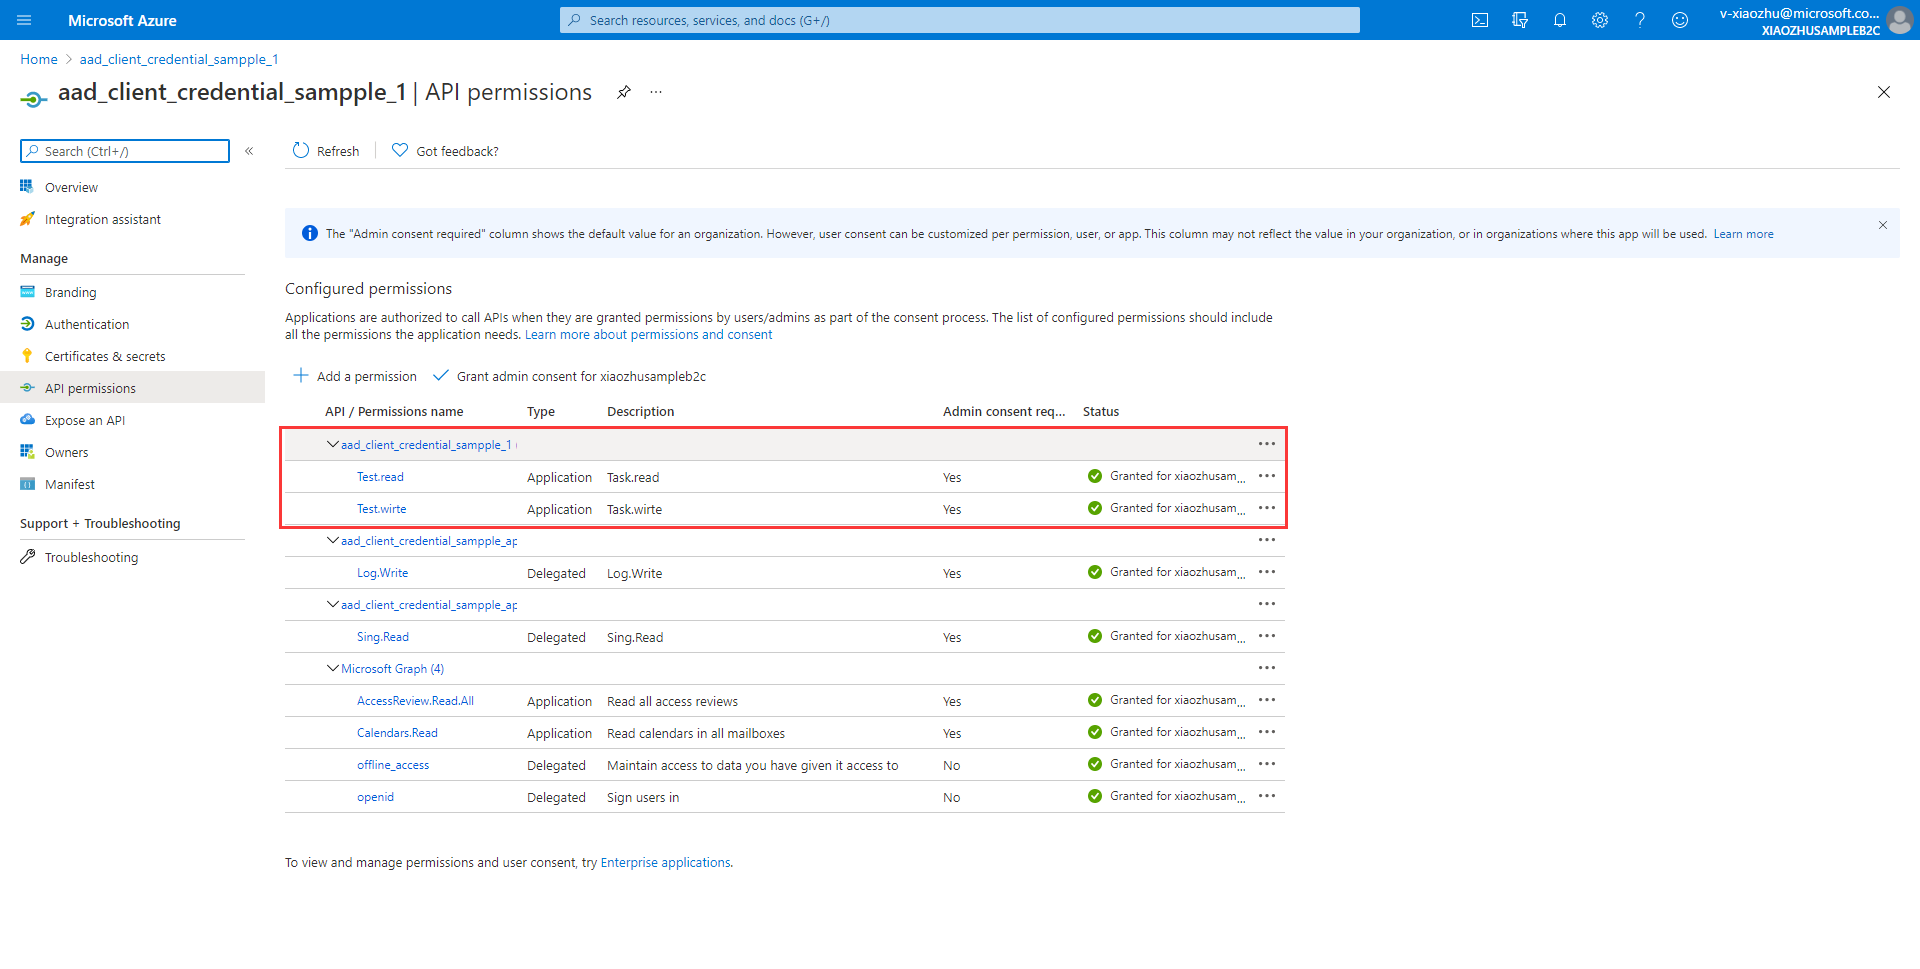 Microsoft Azure
Search resources, services, and docs (G+/)
v-xiaozhu@microsoft.co...
XIAOZHUSAMPLEB2C
Home > aad_client_credential_sampple_1
aad_client_credential_sampple_1 | API permissions ...
Search (Ctrl+/)
«
Refresh
Got feedback?
Overview
Integration assistant
Manage
Branding
Authentication
Certificates & secrets
API permissions
Expose an API
Owners
Manifest
Support + Troubleshooting
Troubleshooting
The "Admin consent required" column shows the default value for an organization. However, user consent can be customized per permission, user, or app. This column may not reflect the value in your organization, or in organizations where this app will be used. Learn more
Configured permissions
Applications are authorized to call APIs when they are granted permissions by users/admins as part of the consent process. The list of configured permissions should include
all the permissions the application needs. Learn more about permissions and consent
Add a permission Grant admin consent for xiaozhusampleb2c
API / Permissions name Type Description Admin consent req... Status
aad_client_credential_sampple_1 (
Test.read Application Task.read Yes Granted for xiaozhusam...
Test.wirte Application Task.wirte Yes Granted for xiaozhusam...
aad_client_credential_sampple_ap
Log.Write Delegated Log.Write Yes Granted for xiaozhusam...
aad_client_credential_sampple_ap
Sing.Read Delegated Sing.Read Yes Granted for xiaozhusam...
Microsoft Graph (4)
AccessReview.Read.All Application Read all access reviews Yes Granted for xiaozhusam...
Calendars.Read Application Read calendars in all mailboxes Yes Granted for xiaozhusam...
offline_access Delegated Maintain access to data you have given it access to No Granted for xiaozhusam...
openid Delegated Sign users in No Granted for xiaozhusam...
To view and manage permissions and user consent, try Enterprise applications.